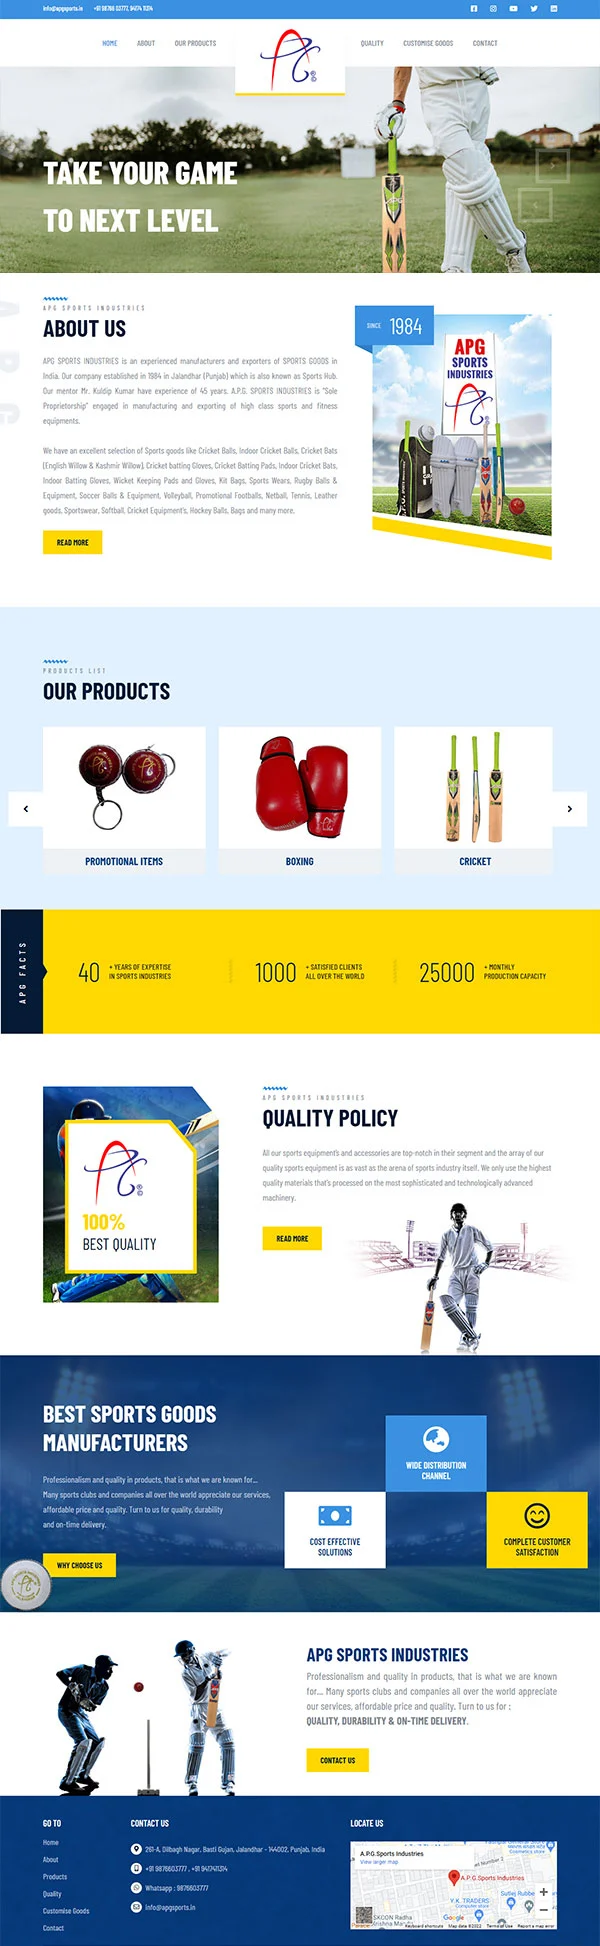 info@apgsports.in +91 98766 03777, 94174 11314
HOME ABOUT OUR PRODUCTS QUALITY CUSTOMISE GOODS CONTACT
TAKE YOUR GAME
TO NEXT LEVEL
APG SPORTS INDUSTRIES
ABOUT US
APG SPORTS INDUSTRIES is an experienced manufacturers and exporters of SPORTS GOODS in
India. Our company established in 1984 in Jalandhar (Punjab) which is also known as Sports Hub.
Our mentor Mr. Kuldip Kumar have experience of 45 years. A.P.G. SPORTS INDUSTRIES is "Sole
Proprietorship" engaged in manufacturing and exporting of high class sports and fitness
equipments.
We have an excellent selection of Sports goods like Cricket Balls, Indoor Cricket Balls, Cricket Bats
(English Willow & Kashmir Willow), Cricket batting Gloves, Cricket Batting Pads, Indoor Cricket Bats,
Indoor Batting Gloves, Wicket Keeping Pads and Gloves, Kit Bags, Sports Wears, Rugby Balls &
Equipment, Soccer Balls & Equipment, Volleyball, Promotional Footballs, Netball, Tennis, Leather
goods, Sportswear, Softball, Cricket Equipment's, Hockey Balls, Bags and many more.
READ MORE
SINCE 1984
APG
SPORTS
INDUSTRIES
APG
PRODUCTS LIST
OUR PRODUCTS
PROMOTIONAL ITEMS
BOXING
CRICKET
APG FACTS
40 + YEARS OF EXPERTISE
IN SPORTS INDUSTRIES
1000 + SATISFIED CLIENTS
ALL OVER THE WORLD
25000 + MONTHLY
PRODUCTION CAPACITY
100%
BEST QUALITY
APG SPORTS INDUSTRIES
QUALITY POLICY
All our sports equipment's and accessories are top-notch in their segment and the array of our
quality sports equipment is as vast as the arena of sports industry itself. We only use the highest
quality materials that's processed on the most sophisticated and technologically advanced
machinery.
READ MORE
BEST SPORTS GOODS
MANUFACTURERS
Professionalism and quality in products, that is what we are known for...
Many sports clubs and companies all over the world appreciate our services,
affordable price and quality. Turn to us for quality, durability
and on-time delivery.
WHY CHOOSE US
WIDE DISTRIBUTION
CHANNEL
COST EFFECTIVE
SOLUTIONS
COMPLETE CUSTOMER
SATISFACTION
APG SPORTS INDUSTRIES
Professionalism and quality In products, that is what we are known
for... Many sports clubs and companies all over the world appreciate
our services, affordable price and quality. Turn to us for :
QUALITY, DURABILITY & ON-TIME DELIVERY.
CONTACT US
GO TO
Home
About
Products
Quality
Customise Goods
Contact
CONTACT US
261-A, Dilbagh Nagar, Basti Gujan, Jalandhar - 144002, Punjab, India
+91 9876603777 , +91 9417411314
Whatsapp : 9876603777
info@apgsports.in
LOCATE US
A.P.G.Sports Industries
View larger map
Cosmetics store
Number 2
A.P.G.Sports Industries
Y.K. TRADERS
Computer store
Sutlej Rubber
ISKCON Radha
Krishna Mandir
Google
Keyboard shortcuts Map data ©2022 Terms of Use Report a map error